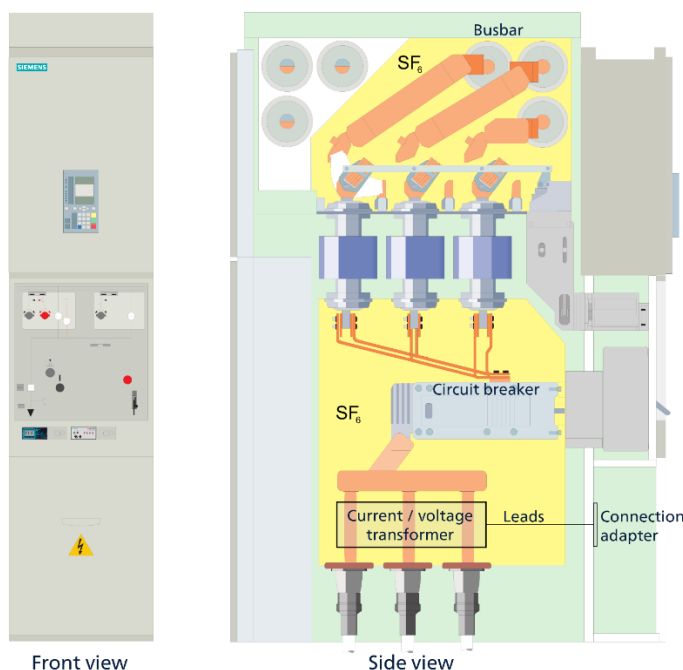 SIEMENS
Busbar
SF6
Circuit breaker
SF6
Current / voltage
transformer
Leads
Connection
adapter
Front view
Side view